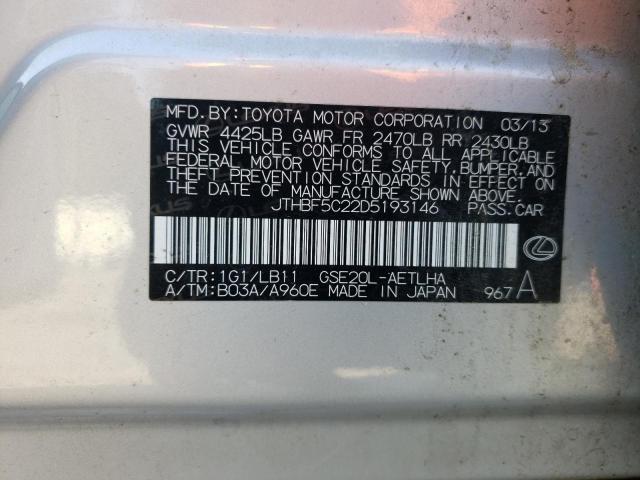 MFD.BY:TOYOTA MOTOR CORPORATION 03/13
GVWR 4425LB GAWR FR 2470LB RR 2430LB
THIS VEHICLE CONFORMS TO ALL APPLICABLE
FEDERAL MOTOR VEHICLE SAFETY,BUMPER,AND
THEFT PREVENTION STANDARDS IN EFFECT ON
THE DATE OF MANUFACTURE SHOWN ABOVE.
JTHBF5C22D5193146 PASS.CAR
C/TR:1G1/LB11 GSE20L-AETLHA
A/TM:B03A/A960E MADE IN JAPAN 967A